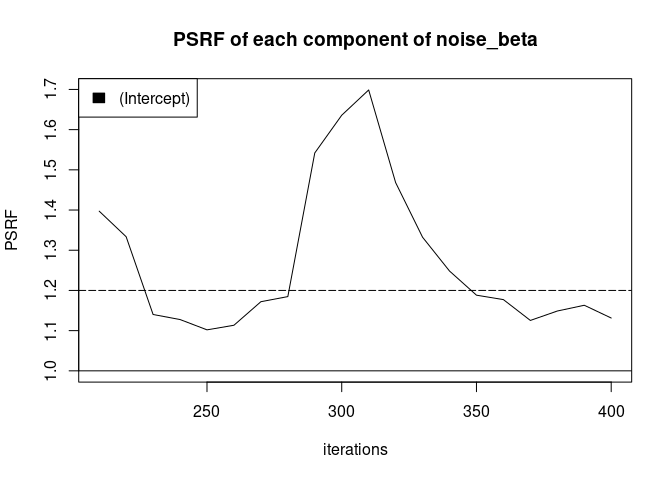 PSRF of each component of noise_beta
(Intercept)
PSRF
1.7
1.6
1.5
1.4
1.3
1.2
1.1
1.0
250 300 350 400
iterations